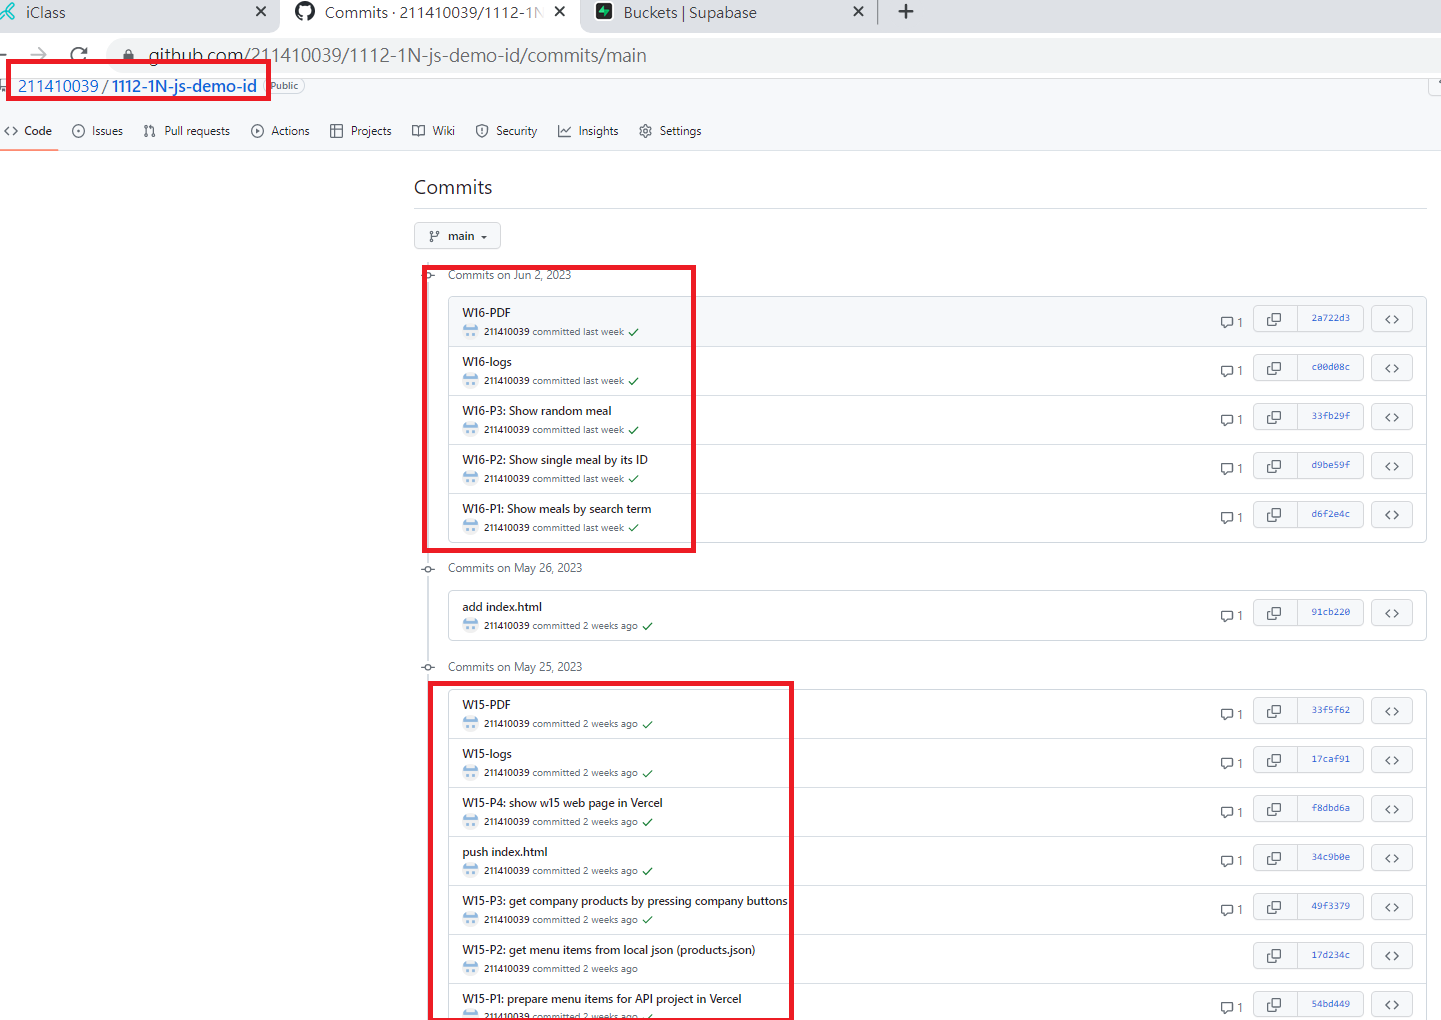 iClass
Commits · 211410039/1112-1N
Buckets | Supabase
github.com/211410039/1112-1N-js-demo-id/commits/main
211410039 / 1112-1N-js-demo-id Public
Code Issues Pull requests Actions Projects Wiki Security Insights Settings
Commits
main
Commits on Jun 2, 2023
W16-PDF
211410039 committed last week
1 2a722d3
W16-logs
211410039 committed last week
1 c00d08c
W16-P3: Show random meal
211410039 committed last week
1 33fb29f
W16-P2: Show single meal by its ID
211410039 committed last week
1 d9be59f
W16-P1: Show meals by search term
211410039 committed last week
1 d6f2e4c
Commits on May 26, 2023
add index.html
211410039 committed 2 weeks ago
1 91cb220
Commits on May 25, 2023
W15-PDF
211410039 committed 2 weeks ago
1 33f5f62
W15-logs
211410039 committed 2 weeks ago
1 17caf91
W15-P4: show w15 web page in Vercel
211410039 committed 2 weeks ago
1 f8dbd6a
push index.html
211410039 committed 2 weeks ago
1 34c9b0e
W15-P3: get company products by pressing company buttons
211410039 committed 2 weeks ago
1 49f3379
W15-P2: get menu items from local json (products.json)
211410039 committed 2 weeks ago
17d234c
W15-P1: prepare menu items for API project in Vercel
211410039 committed 2 weeks ago
1 54bd449